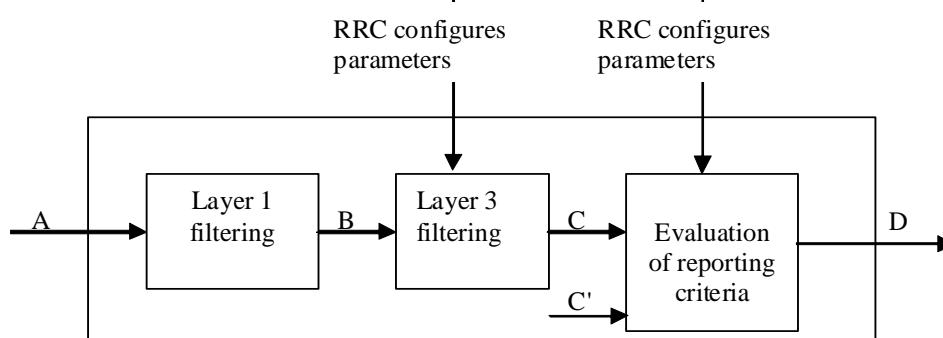 RRC configures
parameters
RRC configures
parameters
Layer 1
filtering
Layer 3
filtering
Evaluation
of reporting
criteria
A
B
C
C'
D